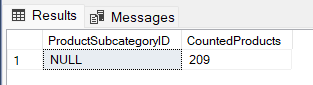 Results Messages
ProductSubcategoryID CountedProducts
1 NULL 209